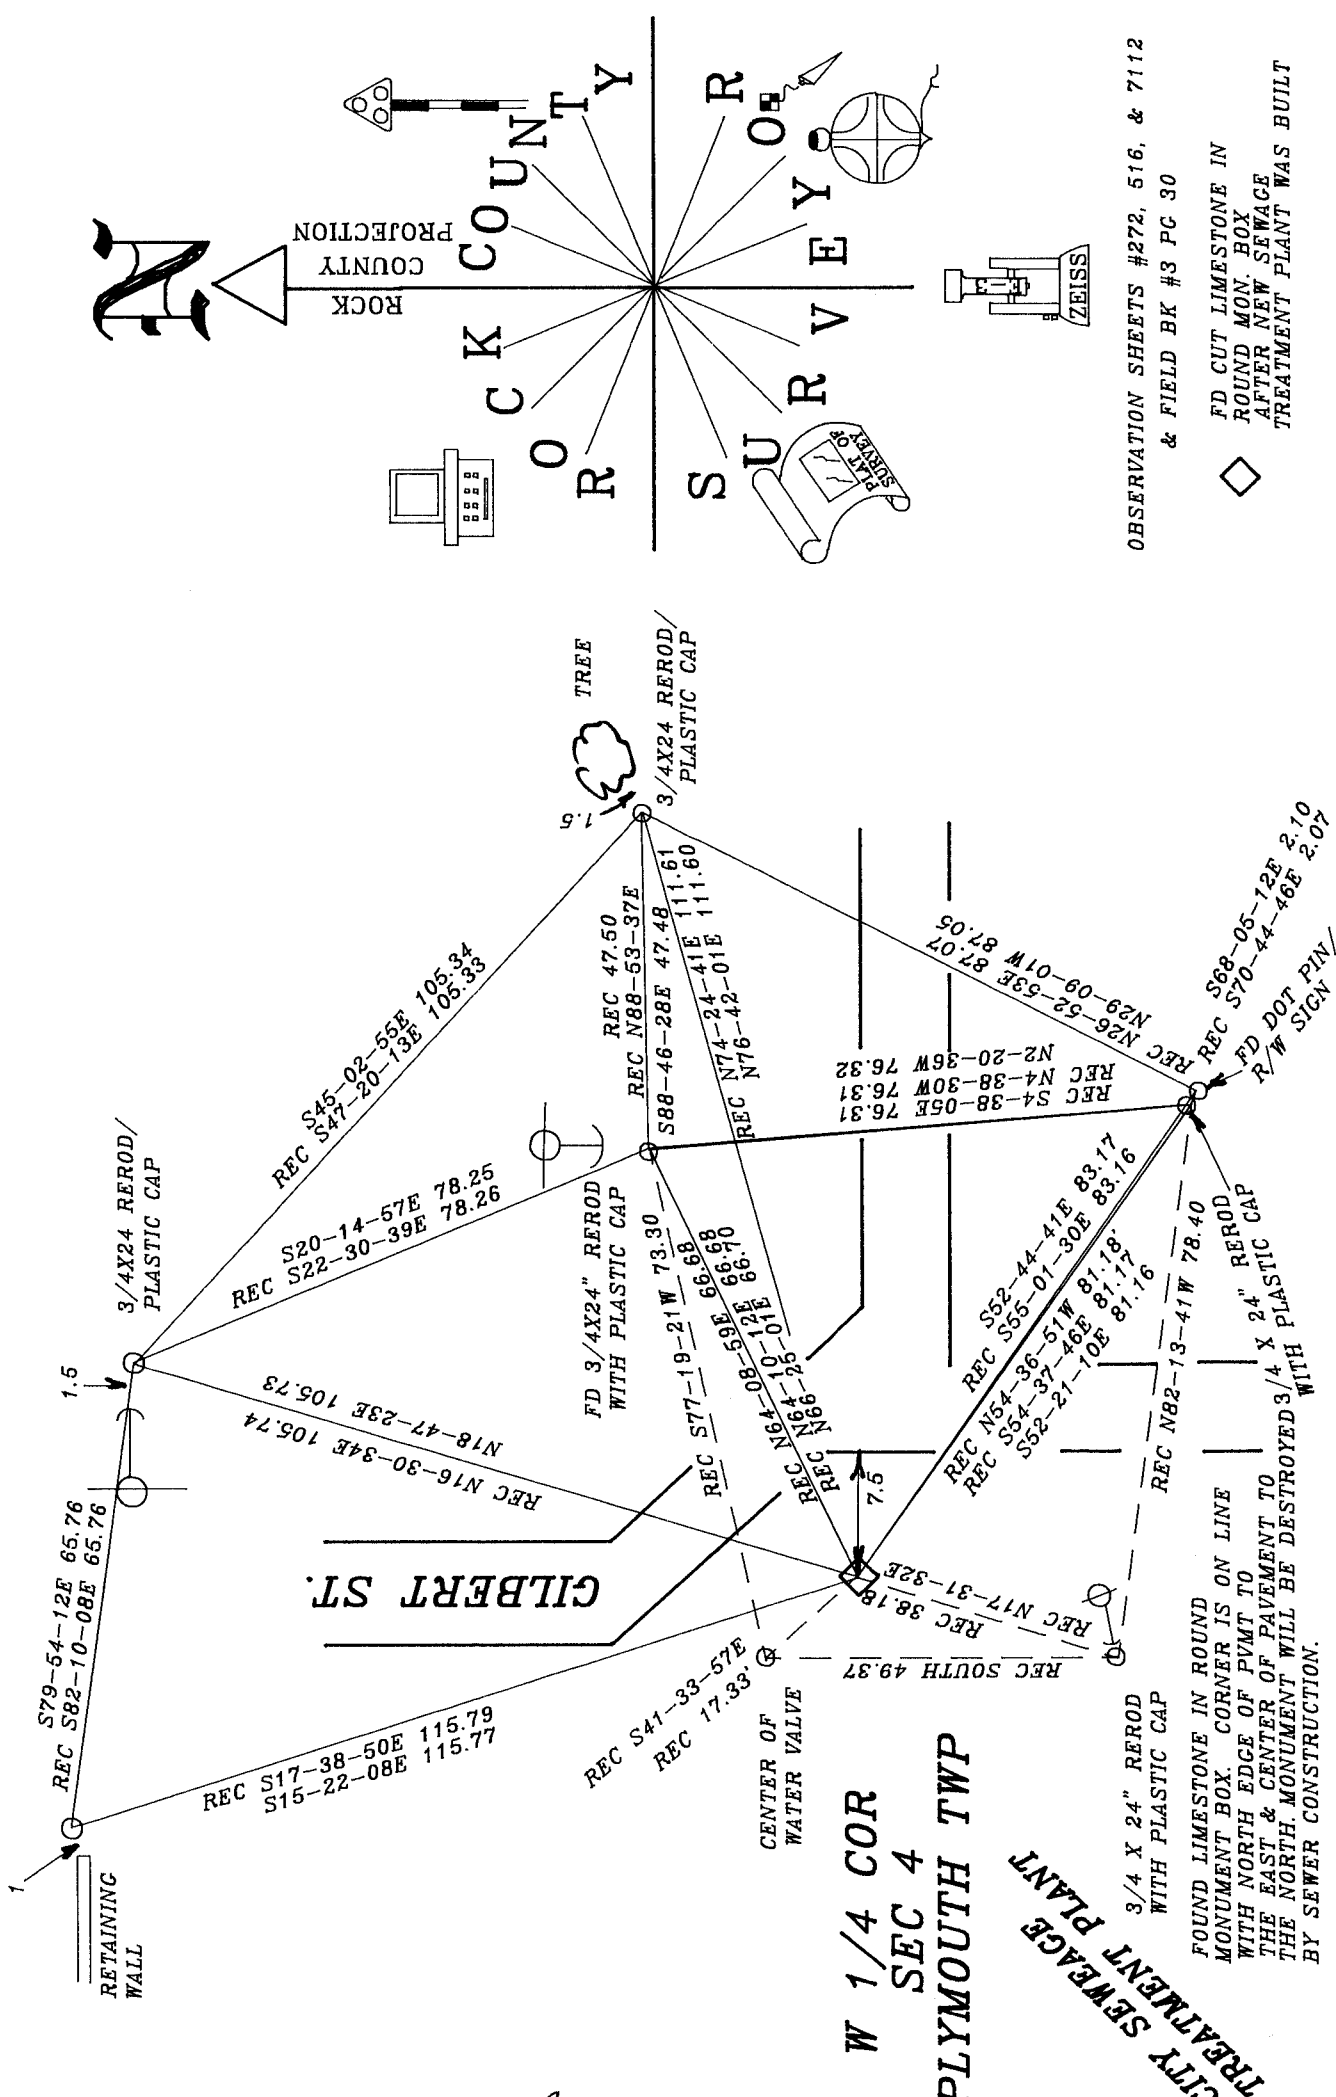 W 1/4 COR
SEC 4
PLYMOUTH TWP
CITY SEWEAGE
TREATMENT PLANT
GILBERT ST.
1
RETAINING
WALL
S79-54-12E 65.76
REC S82-10-08E 65.76
1.5
3/4X24 REROD/
PLASTIC CAP
REC S17-38-50E 115.79
S15-22-08E 115.77
REC N16-30-34E 105.74
N18-47-23E 105.73
S20-14-57E 78.25
REC S22-30-39E 78.26
S45-02-55E 105.34
REC S47-20-13E 105.33
TREE
1.5
3/4X24 REROD/
PLASTIC CAP
FD 3/4X24" REROD
WITH PLASTIC CAP
REC 47.50
REC N88-53-37E
S88-46-28E 47.48
REC N74-24-41E 111.61
N76-42-01E 111.60
REC S77-19-21W 73.30
REC N64-08-59E 66.68
REC N64-10-12E 66.68
REC N66-25-01E 66.70
REC S41-33-57E
REC 17.33'
CENTER OF
WATER VALVE
7.5
REC SOUTH 49.37
REC 38.18
REC N17-31-32E
N2-20-36W 76.32
REC N4-38-30W 76.31
REC S4-38-05E 76.31
REC N29-09-01W 87.05
N26-52-53E 87.07
S52-44-41E 83.17
REC S55-01-30E 83.16
REC N54-36-51W 81.18'
REC S54-37-46E 81.17
S52-21-10E 81.16
REC N82-13-41W 78.40
S68-05-12E 2.10
REC S70-44-46E 2.07
FD DOT PIN/
R/W SIGN
3/4 X 24" REROD
WITH PLASTIC CAP
3/4 X 24" REROD
WITH PLASTIC CAP
FOUND LIMESTONE IN ROUND
MONUMENT BOX. CORNER IS ON LINE
WITH NORTH EDGE OF PVMT TO
THE EAST & CENTER OF PAVEMENT TO
THE NORTH. MONUMENT WILL BE DESTROYED
BY SEWER CONSTRUCTION.
N
ROCK
COUNTY
PROJECTION
ROCK COUNTY
SURVEYOR
PLAT OF
SURVEY
ZEISS
OBSERVATION SHEETS #272, 516, & 7112
& FIELD BK #3 PG 30
FD CUT LIMESTONE IN
ROUND MON. BOX
AFTER NEW SEWAGE
TREATMENT PLANT WAS BUILT